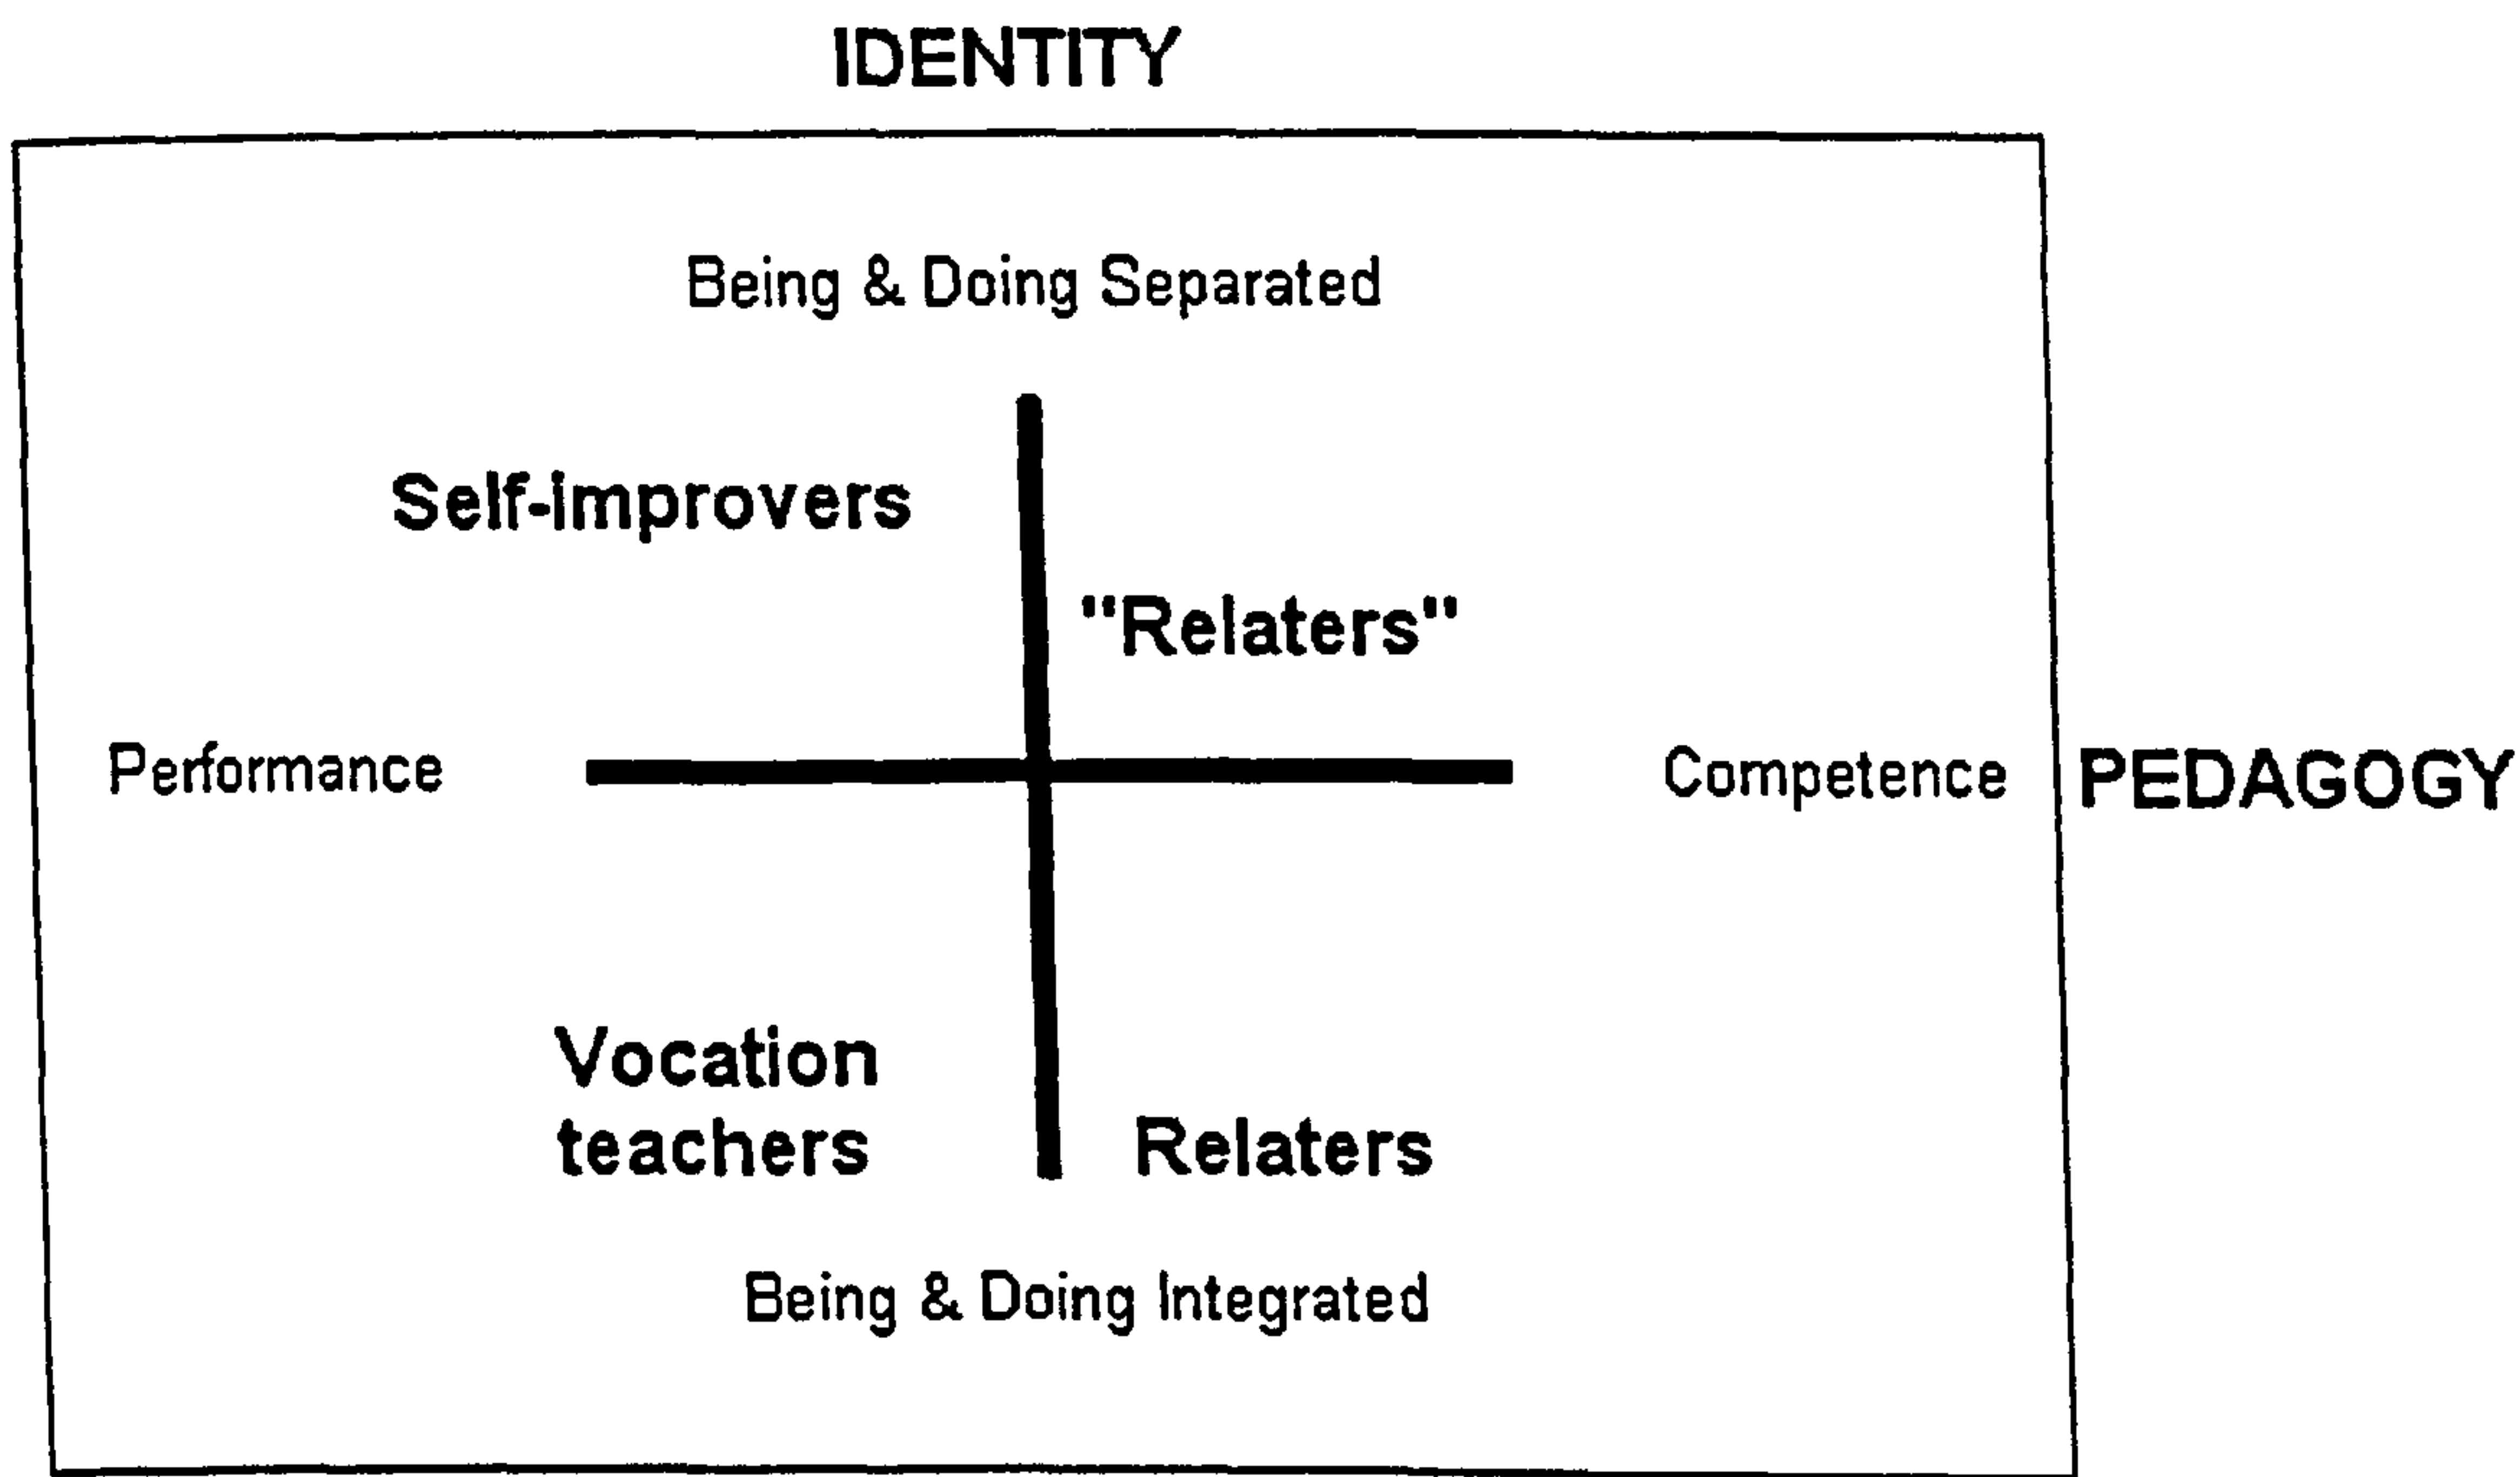 IDENTITY
Being & Doing Separated
Self-improvers
"Relaters"
Performance
Competence
PEDAGOGY
Vocation
teachers
Relaters
Being & Doing Integrated